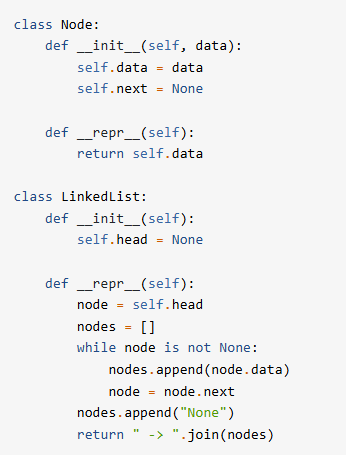 class Node:
    def __init__(self, data):
        self.data = data
        self.next = None

    def __repr__(self):
        return self.data

class LinkedList:
    def __init__(self):
        self.head = None

    def __repr__(self):
        node = self.head
        nodes = []
        while node is not None:
            nodes.append(node.data)
            node = node.next
        nodes.append("None")
        return " -> ".join(nodes)